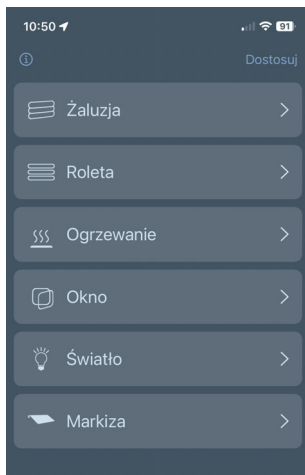 10:50
91
Dostosuj
Żaluzja
Roleta
Ogrzewanie
Okno
Światło
Markiza